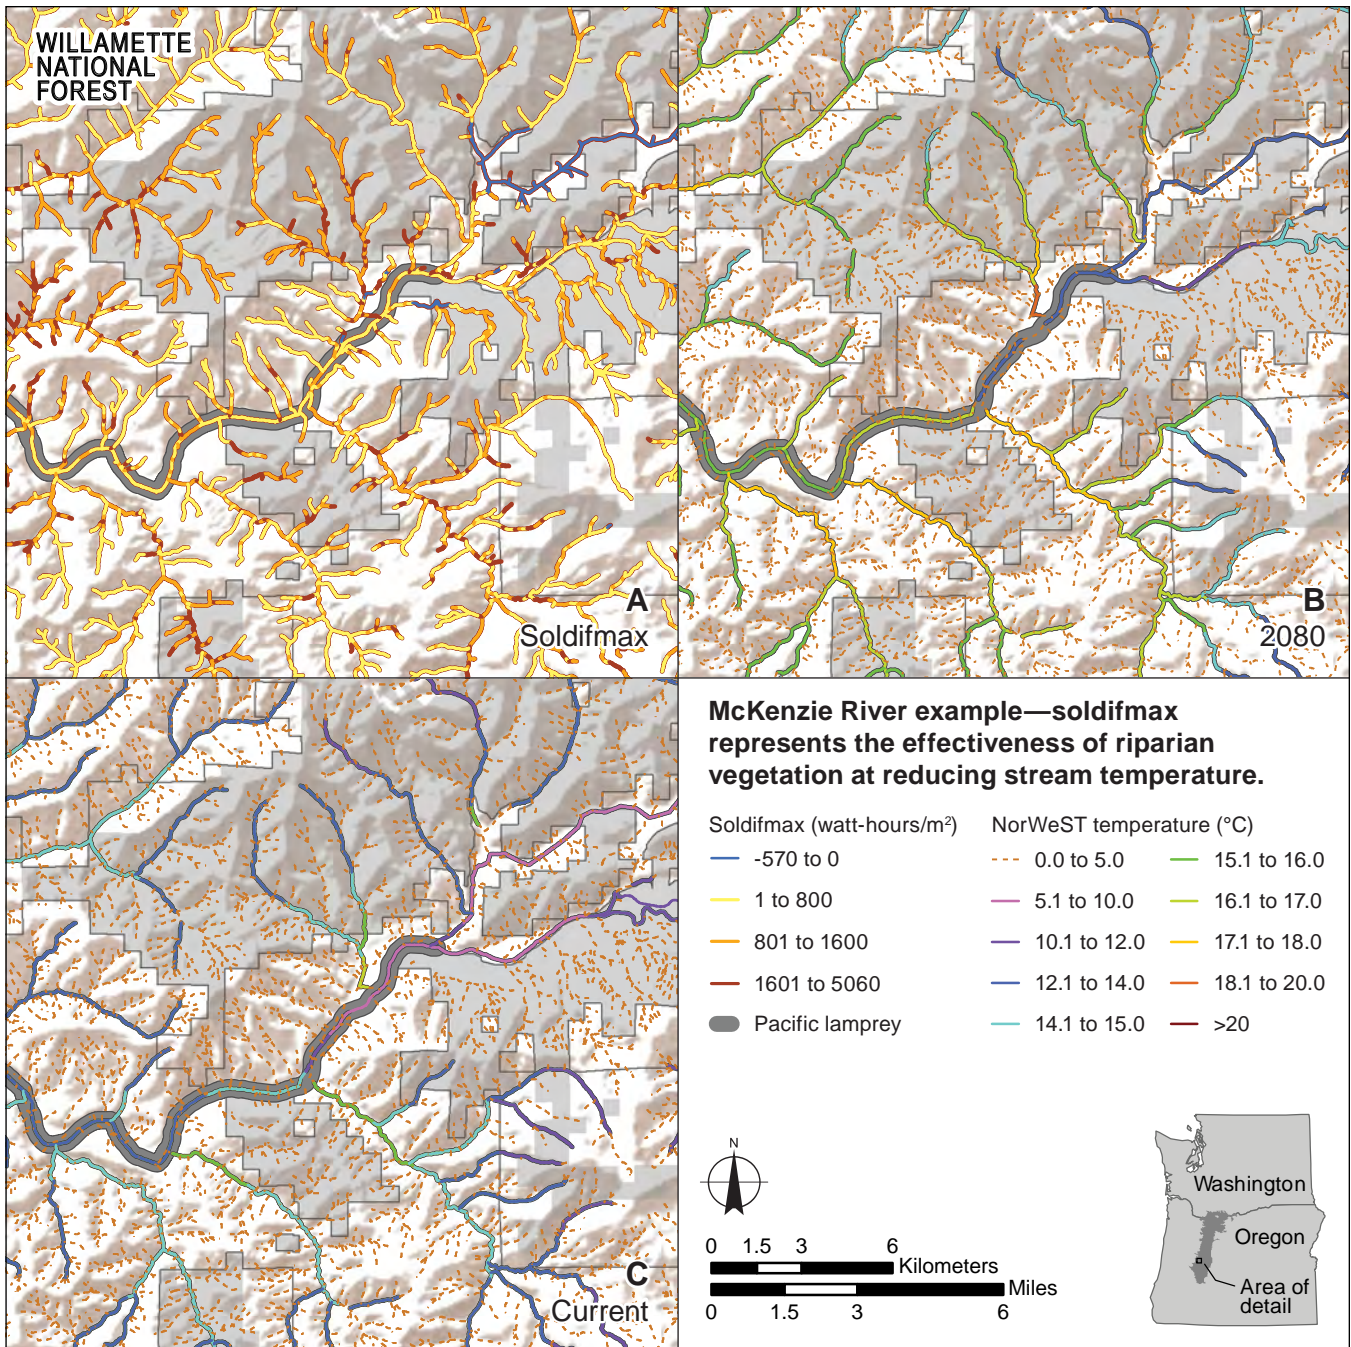 WILLAMETTE
NATIONAL
FOREST
A
Soldifmax
B
2080
C
Current
McKenzie River example—soldifmax
represents the effectiveness of riparian
vegetation at reducing stream temperature.
Soldifmax (watt-hours/m²)
-570 to 0
1 to 800
801 to 1600
1601 to 5060
Pacific lamprey
NorWeST temperature (°C)
0.0 to 5.0
5.1 to 10.0
10.1 to 12.0
12.1 to 14.0
14.1 to 15.0
15.1 to 16.0
16.1 to 17.0
17.1 to 18.0
18.1 to 20.0
>20
N
0 1.5 3 6
Kilometers
Miles
0 1.5 3 6
Washington
Oregon
Area of
detail